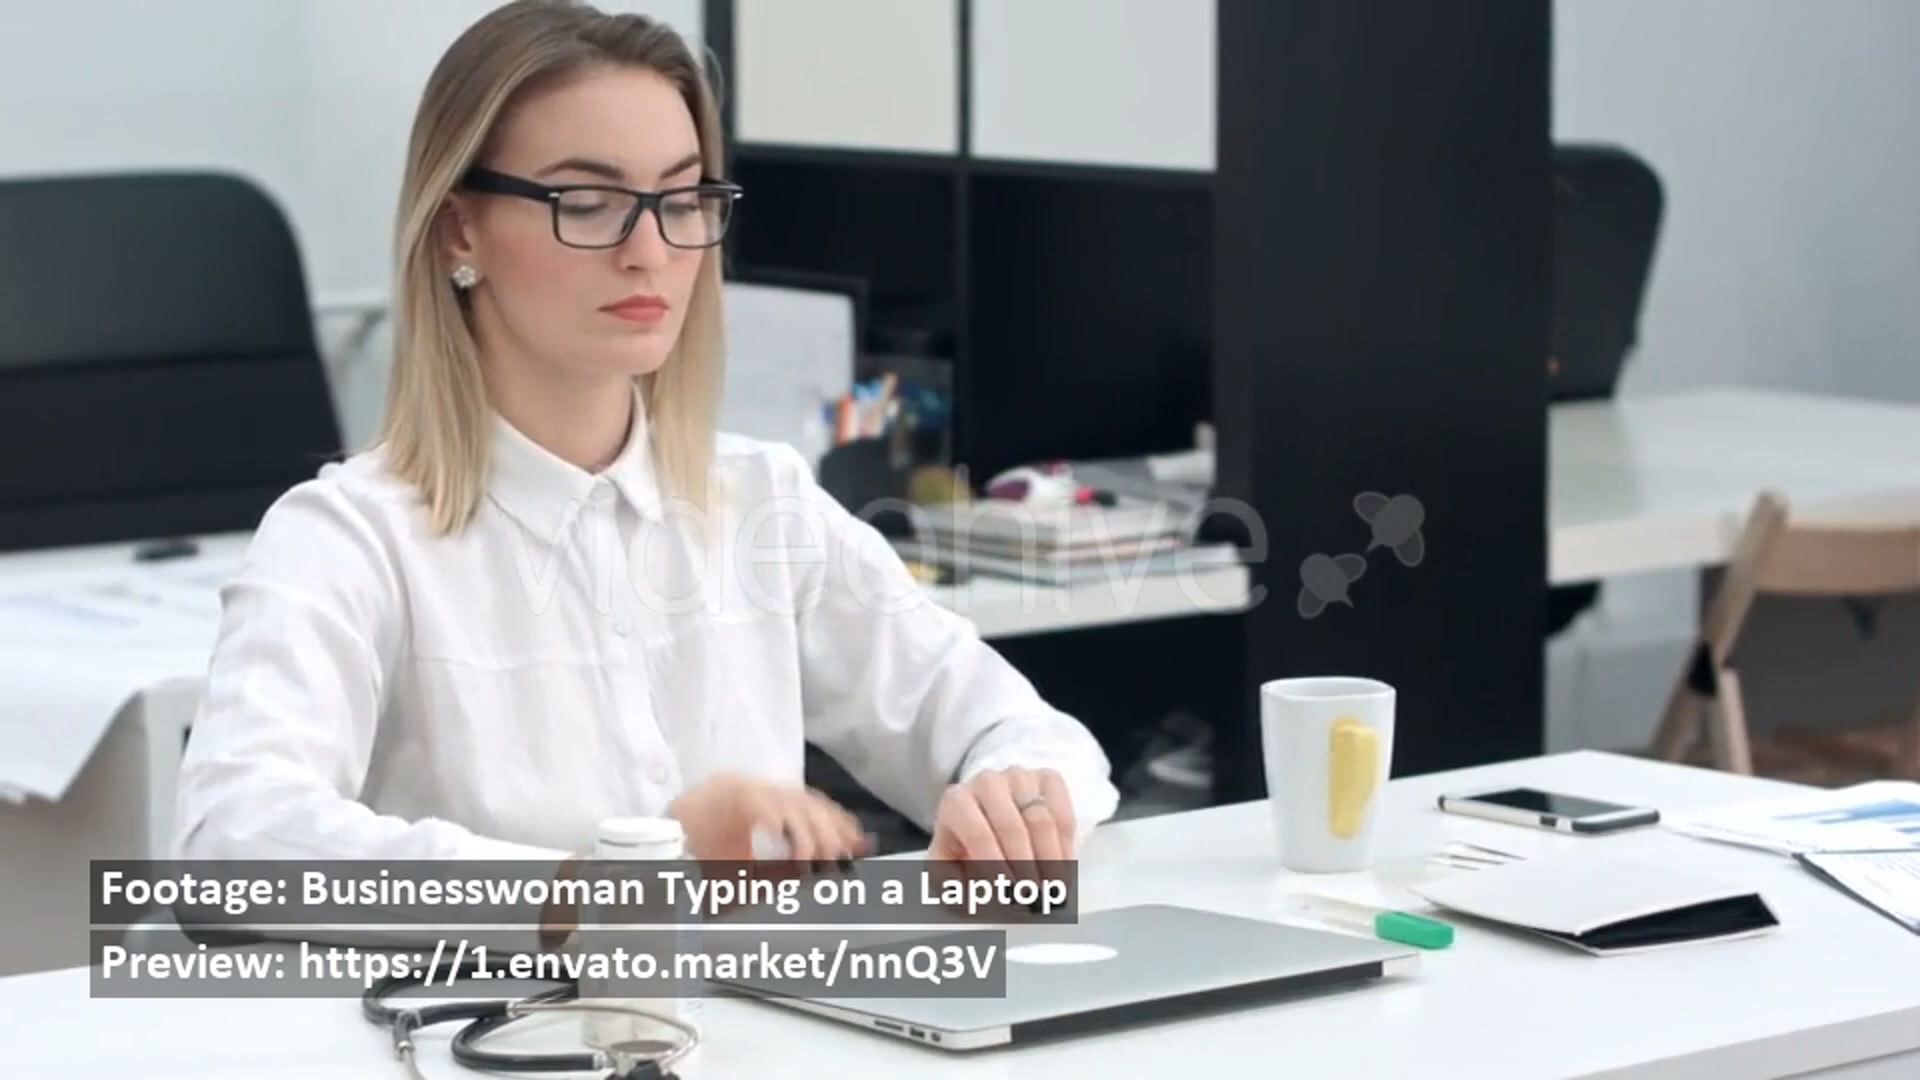 videohive
Footage: Businesswoman Typing on a Laptop
Preview: https://1.envato.market/nnQ3V